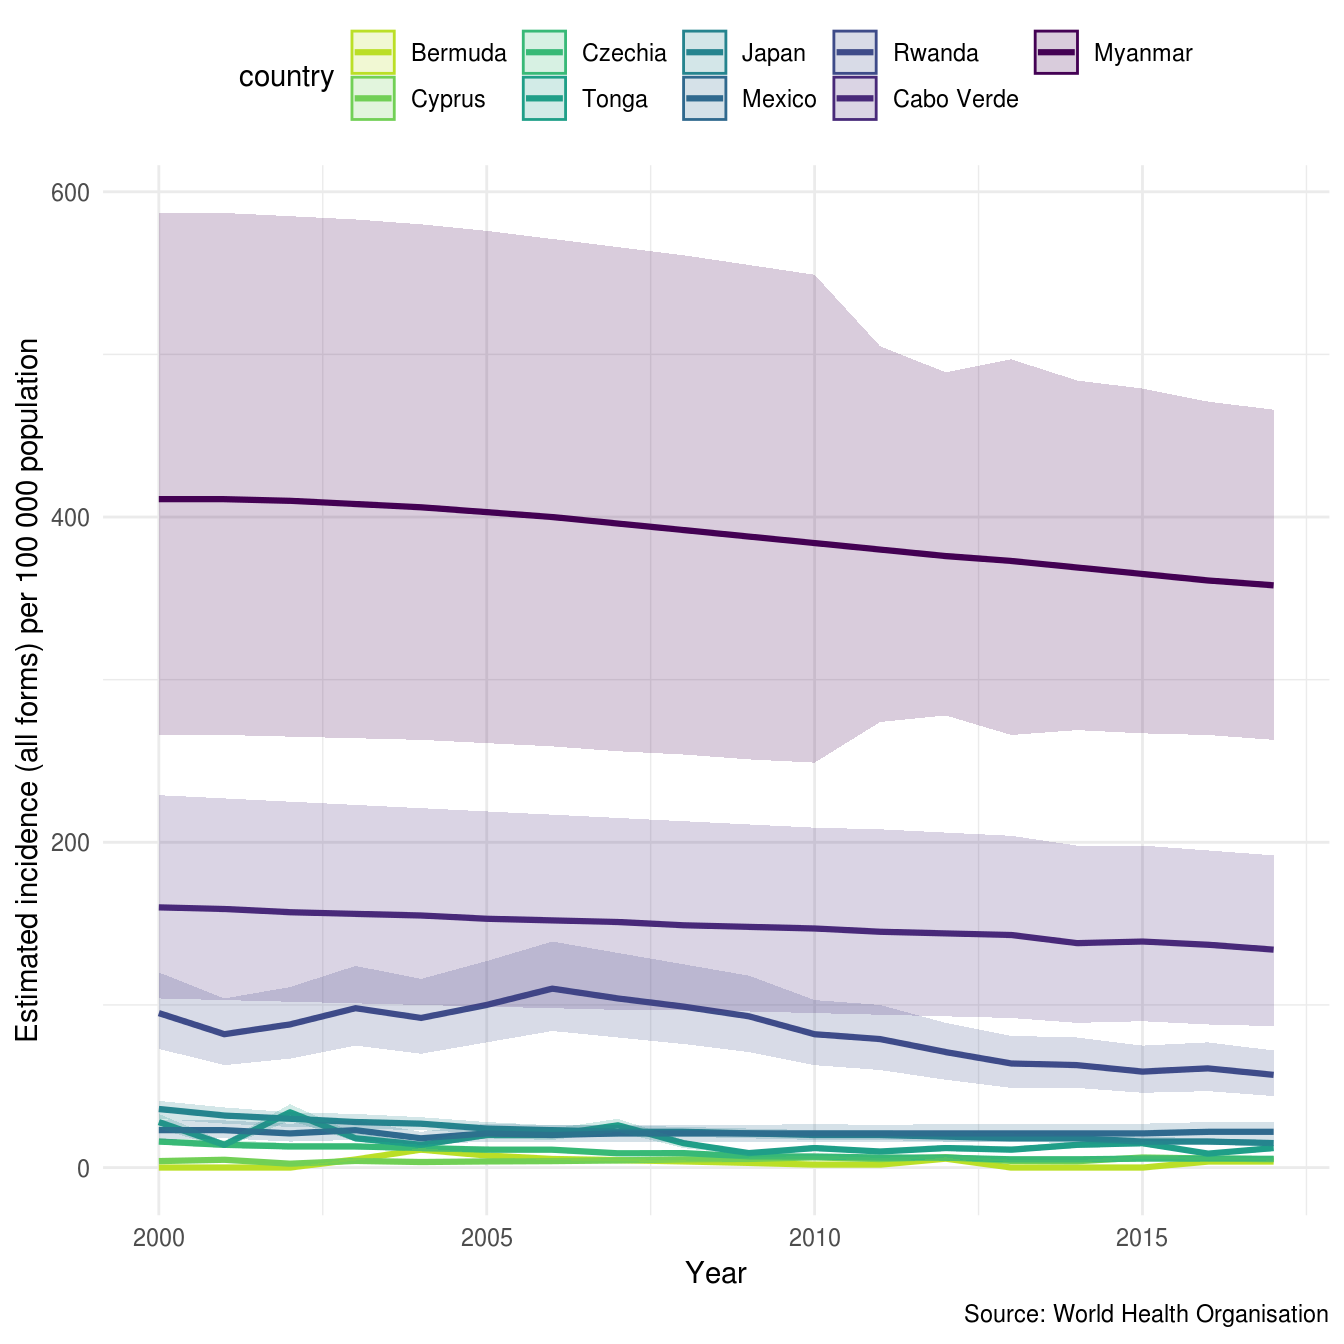 country
Bermuda Czechia Japan Rwanda Myanmar
Cyprus Tonga Mexico Cabo Verde
Estimated incidence (all forms) per 100 000 population
600
400
200
0
2000 2005 2010 2015
Year
Source: World Health Organisation